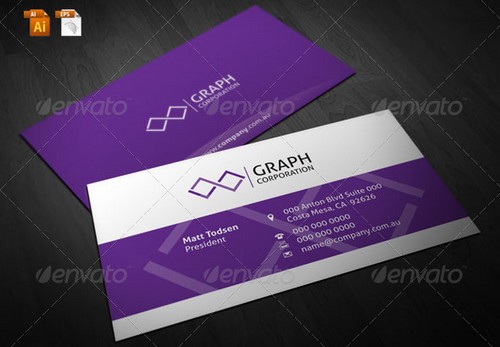 Ai
EPS
Ai
GRAPH
CORPORATION
www.company.com.au
GRAPH
CORPORATION
Matt Todsen
President
000 Anton Blvd Suite 000
Costa Mesa, CA 92626
000 000 0000
000 000 0000
name@company.com.au
envato
envato
envato
envato
envato
envato